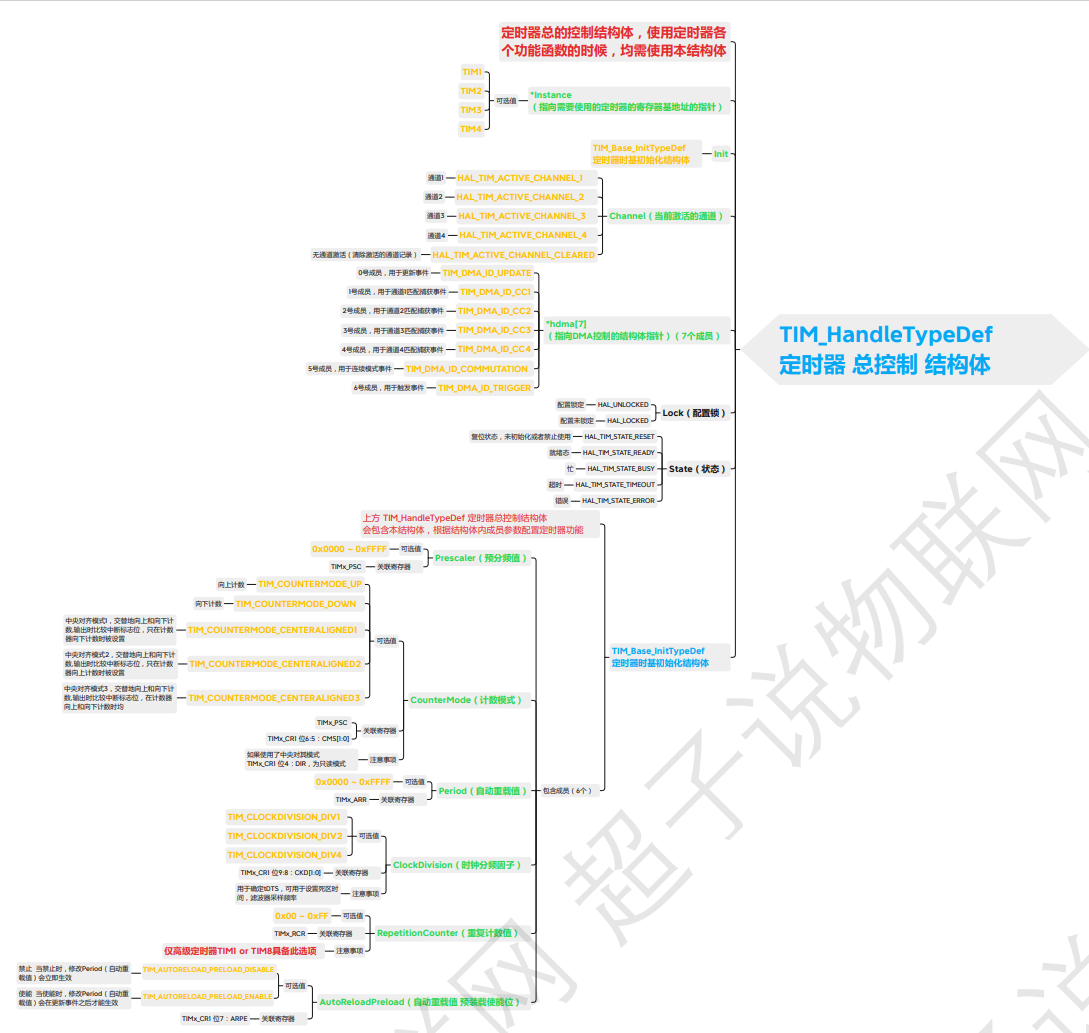 定时器总的控制结构体，使用定时器各
个功能函数的时候，均需使用本结构体
TIM1
TIM2
TIM3
TIM4
可选值
*Instance
（指向需要使用的定时器的寄存器基地址的指针）
TIM_Base_InitTypeDef
定时器时基初始化结构体
Init
通道1
HAL_TIM_ACTIVE_CHANNEL_1
通道2
HAL_TIM_ACTIVE_CHANNEL_2
通道3
HAL_TIM_ACTIVE_CHANNEL_3
通道4
HAL_TIM_ACTIVE_CHANNEL_4
无通道激活（清除激活的通道记录）
HAL_TIM_ACTIVE_CHANNEL_CLEARED
Channel（当前激活的通道）
0号成员，用于更新事件
TIM_DMA_ID_UPDATE
1号成员，用于通道1匹配捕获事件
TIM_DMA_ID_CC1
2号成员，用于通道2匹配捕获事件
TIM_DMA_ID_CC2
3号成员，用于通道3匹配捕获事件
TIM_DMA_ID_CC3
4号成员，用于通道4匹配捕获事件
TIM_DMA_ID_CC4
5号成员，用于连续模式事件
TIM_DMA_ID_COMMUTATION
6号成员，用于触发事件
TIM_DMA_ID_TRIGGER
*hdma[7]
（指向DMA控制的结构体指针）（7个成员）
TIM_HandleTypeDef
定时器 总控制 结构体
配置锁定
HAL_UNLOCKED
配置未锁定
HAL_LOCKED
Lock（配置锁）
复位状态，未初始化或者禁止使用
HAL_TIM_STATE_RESET
就绪态
HAL_TIM_STATE_READY
忙
HAL_TIM_STATE_BUSY
超时
HAL_TIM_STATE_TIMEOUT
错误
HAL_TIM_STATE_ERROR
State（状态）
上方 TIM_HandleTypeDef 定时器总控制结构体
会包含本结构体，根据结构体内成员参数配置定时器功能
0x0000 ~ 0xFFFF
可选值
TIMx_PSC
关联寄存器
Prescaler（预分频值）
向上计数
TIM_COUNTERMODE_UP
向下计数
TIM_COUNTERMODE_DOWN
中央对齐模式1，交替地向上和向下计
数,输出时比较中断标志位，只在计数
器向下计数时被设置
TIM_COUNTERMODE_CENTERALIGNED1
中央对齐模式2，交替地向上和向下计
数,输出时比较中断标志位，只在计数
器向上计数时被设置
TIM_COUNTERMODE_CENTERALIGNED2
中央对齐模式3，交替地向上和向下计
数,输出时比较中断标志位，在计数器
向上和向下计数时均
TIM_COUNTERMODE_CENTERALIGNED3
可选值
TIMx_PSC
TIMx_CR1 位6:5：CMS[1:0]
关联寄存器
如果使用了中央对其模式
TIMx_CR1 位4：DIR，为只读模式
注意事项
CounterMode（计数模式）
TIM_Base_InitTypeDef
定时器时基初始化结构体
0x0000 ~ 0xFFFF
可选值
TIMx_ARR
关联寄存器
Period（自动重载值）
包含成员（6个）
TIM_CLOCKDIVISION_DIV1
TIM_CLOCKDIVISION_DIV2
TIM_CLOCKDIVISION_DIV4
可选值
TIMx_CR1 位9:8：CKD[1:0]
关联寄存器
用于确定tDTS，可用于设置死区时
间，滤波器采样频率
注意事项
ClockDivision（时钟分频因子）
0x00 ~ 0xFF
可选值
TIMx_RCR
关联寄存器
仅高级定时器TIM1 or TIM8具备此选项
注意事项
RepetitionCounter（重复计数值）
禁止 当禁止时，修改Period（自动重
载值）会立即生效
TIM_AUTORELOAD_PRELOAD_DISABLE
使能 当使能时，修改Period（自动重
载值）会在更新事件之后才能生效
TIM_AUTORELOAD_PRELOAD_ENABLE
可选值
TIMx_CR1 位7：ARPE
关联寄存器
AutoReloadPreload（自动重载值 预装载使能位）
超子说物联网